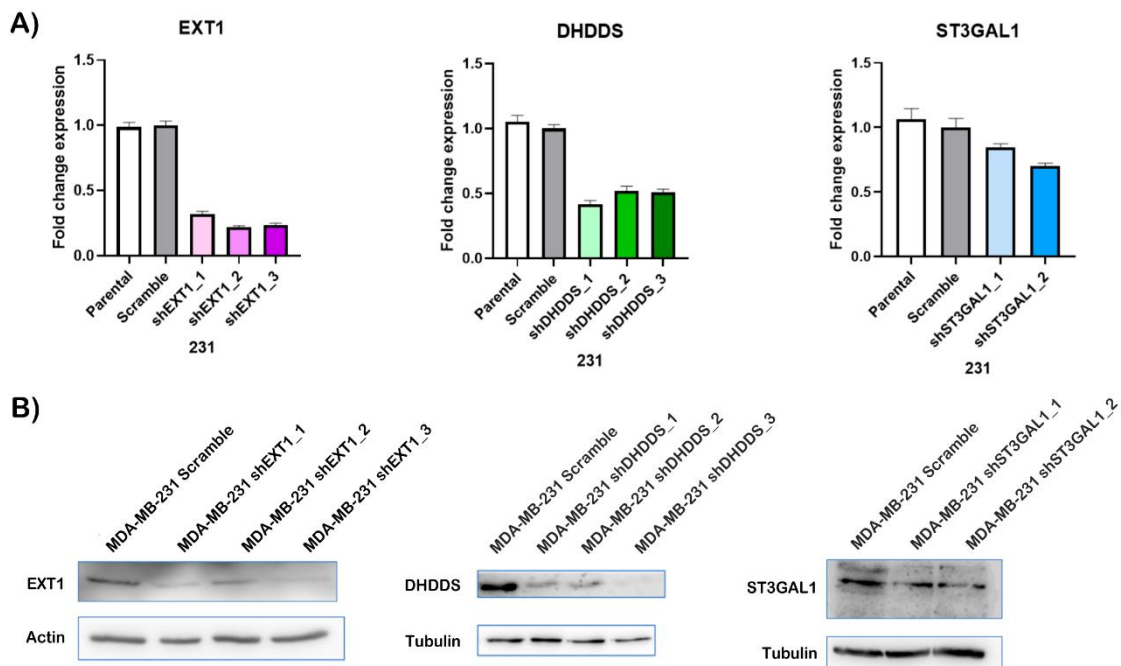 A)
EXT1
Fold change expression
1.5
1.0
0.5
0.0
Parental
Scramble
shEXT1_1
shEXT1_2
shEXT1_3
231
DHDDS
Fold change expression
1.5
1.0
0.5
0.0
Parental
Scramble
shDHDDS_1
shDHDDS_2
shDHDDS_3
231
ST3GAL1
Fold change expression
1.5
1.0
0.5
0.0
Parental
Scramble
shST3GAL1_1
shST3GAL1_2
231
B)
MDA-MB-231 Scramble
MDA-MB-231 shEXT1_1
MDA-MB-231 shEXT1_2
MDA-MB-231 shEXT1_3
EXT1
Actin
MDA-MB-231 Scramble
MDA-MB-231 shDHDDS_1
MDA-MB-231 shDHDDS_2
MDA-MB-231 shDHDDS_3
DHDDS
Tubulin
MDA-MB-231 Scramble
MDA-MB-231 shST3GAL1_1
MDA-MB-231 shST3GAL1_2
ST3GAL1
Tubulin